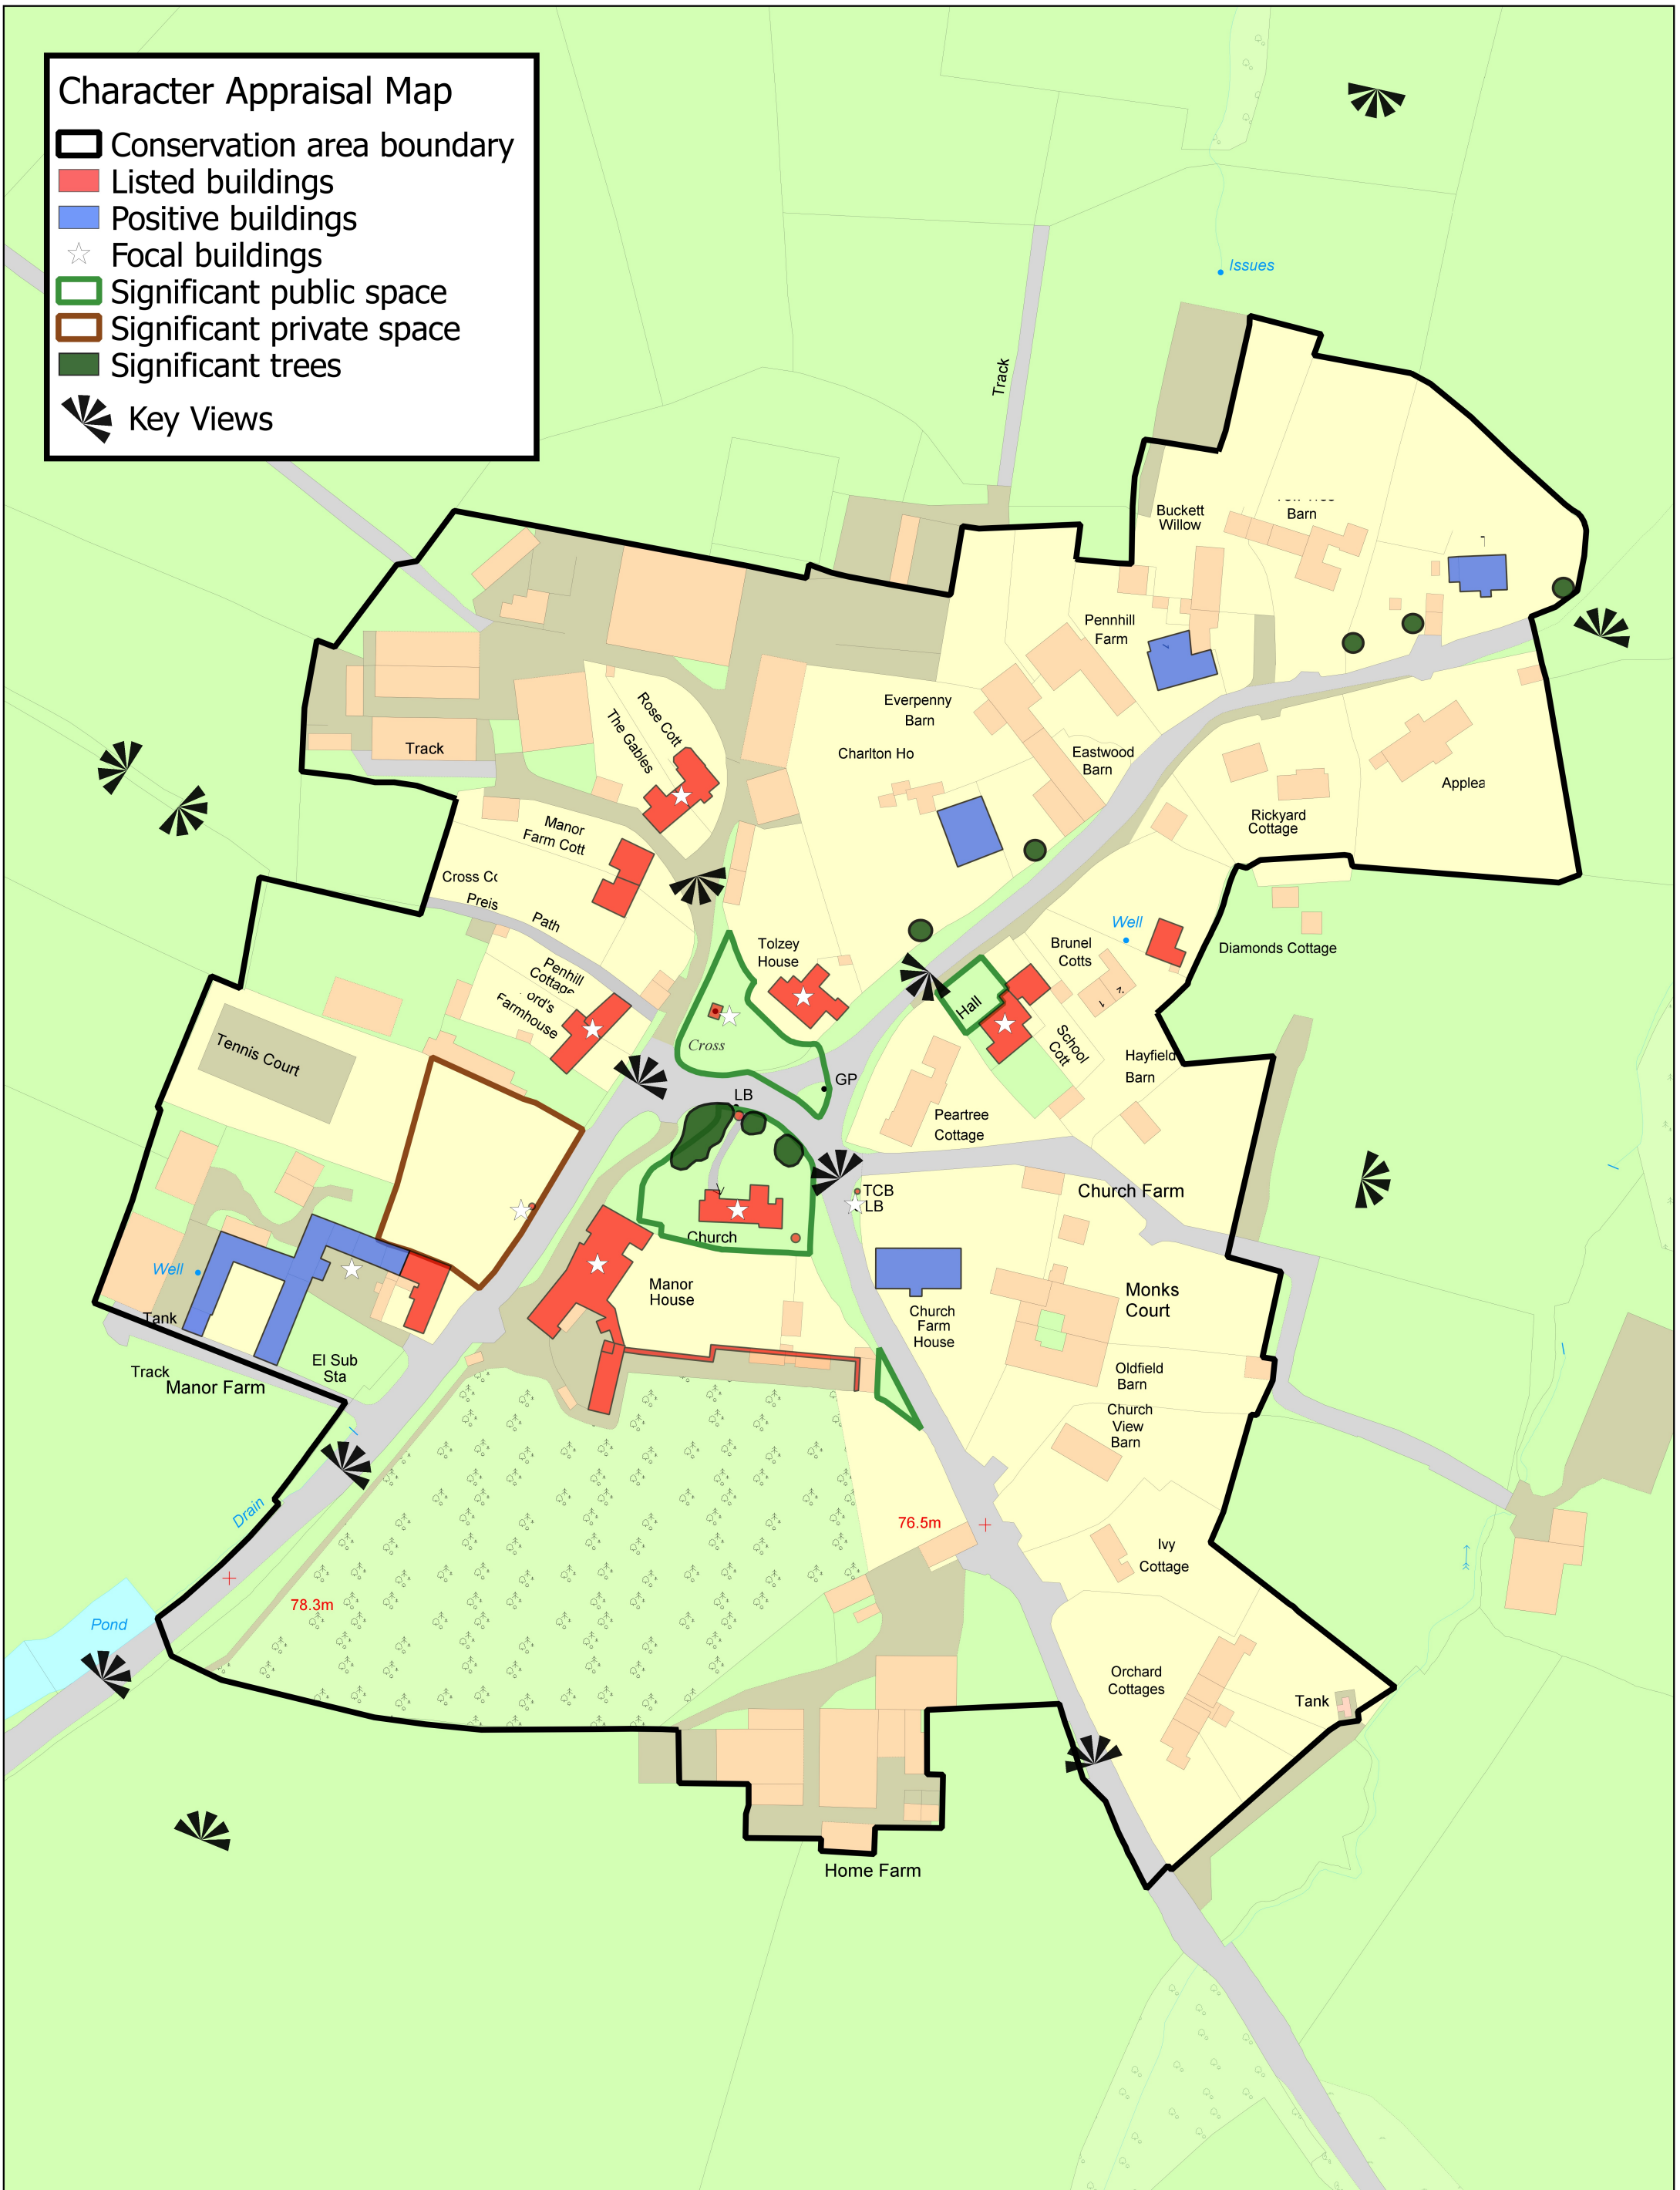 Character Appraisal Map
Conservation area boundary
Listed buildings
Positive buildings
Focal buildings
Significant public space
Significant private space
Significant trees
Key Views
Issues
Track
Buckett
Willow
Barn
Pennhill
Farm
Everpenny
Barn
Charlton Ho
Eastwood
Barn
Rose Cott
The Gables
Track
Applea
Rickyard
Cottage
Manor
Farm Cott
Cross Co
Preis
Path
Well
Brunel
Cotts
Diamonds Cottage
Tolzey
House
Penhill
Cottage
ord's
Farmhouse
Hall
1
2
School
Cott
Cross
Tennis Court
GP
LB
Hayfield
Barn
Peartree
Cottage
TCB
LB
Church Farm
Church
Well
Manor
House
Monks
Court
Church
Farm
House
Tank
El Sub
Sta
Track
Manor Farm
Oldfield
Barn
Church
View
Barn
Drain
76.5m
Ivy
Cottage
78.3m
Pond
Orchard
Cottages
Tank
Home Farm